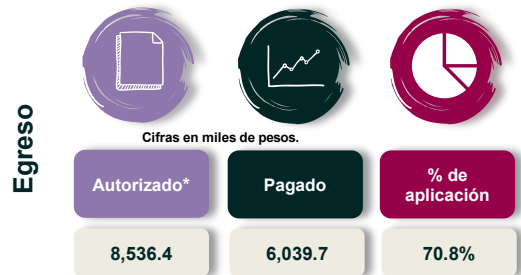 Egreso
Cifras en miles de pesos.
Autorizado*
Pagado
% de
aplicación
8,536.4
6,039.7
70.8%